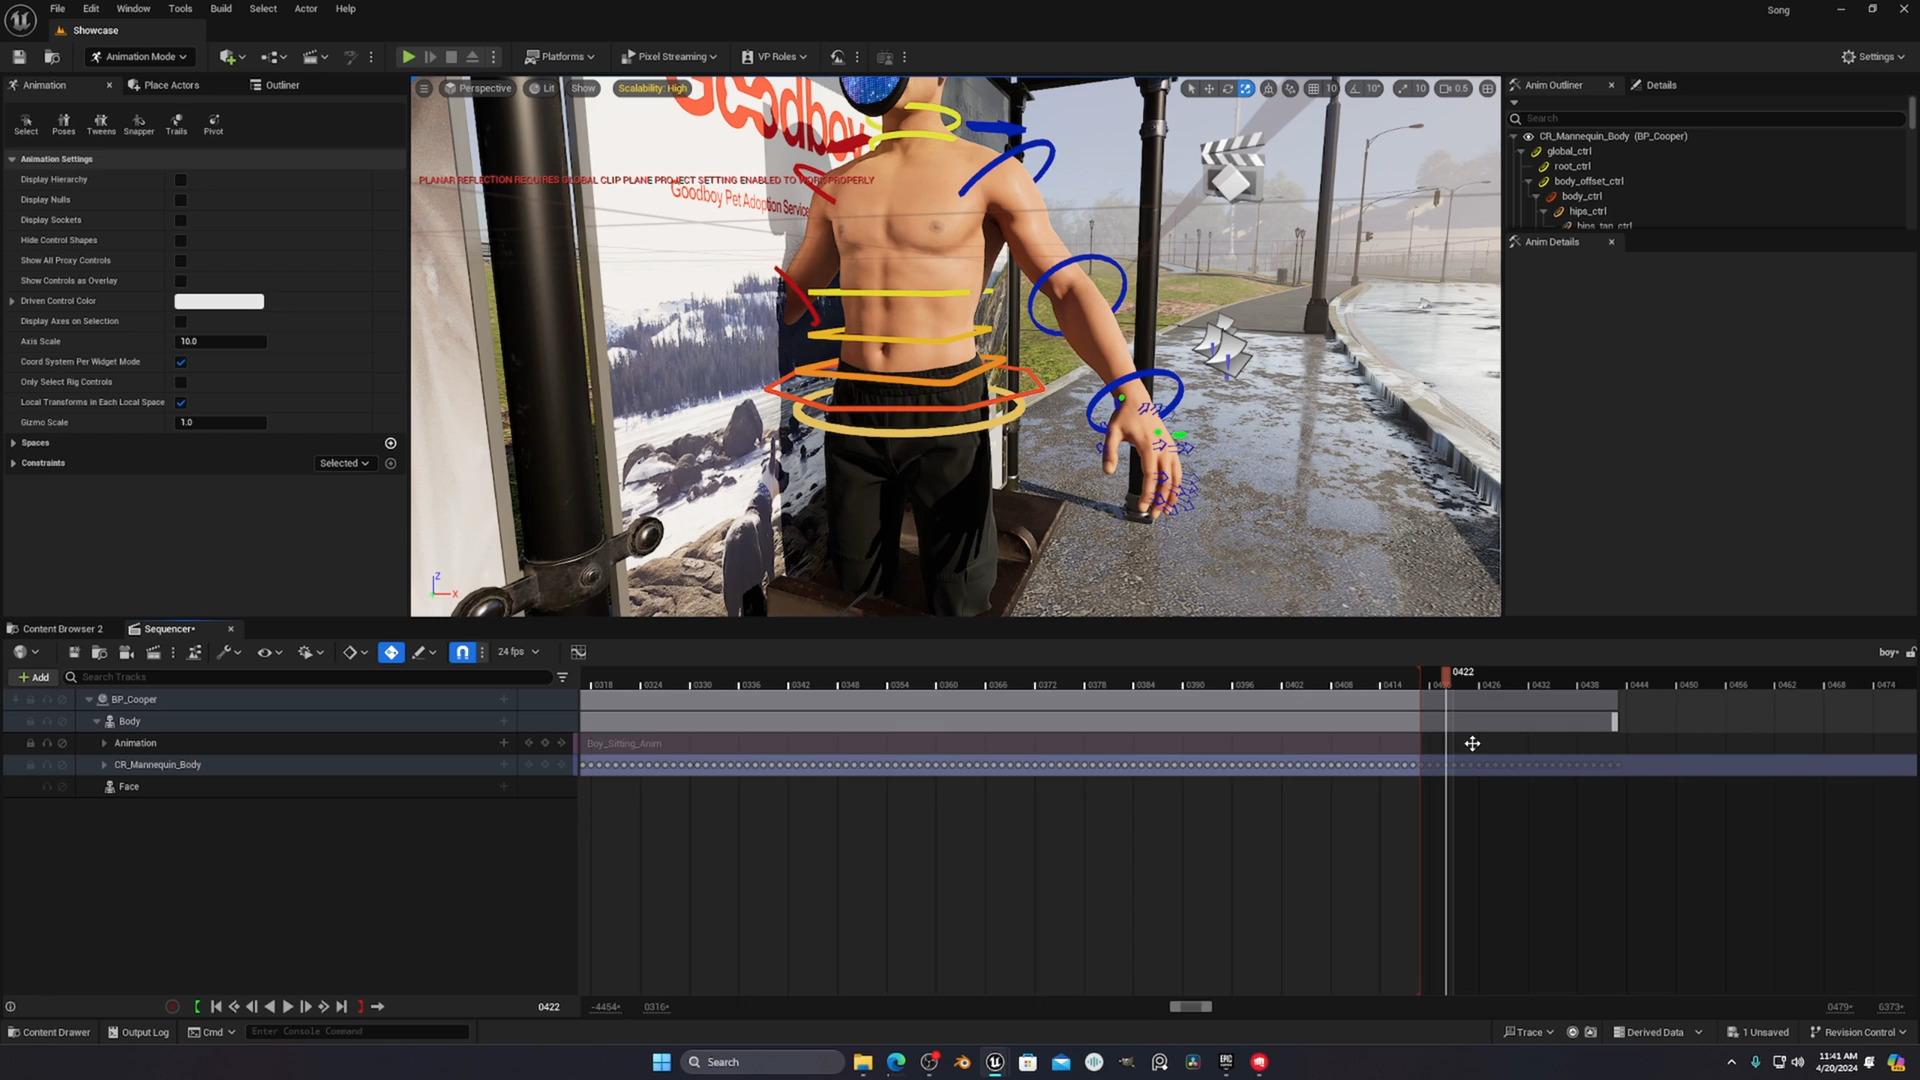 File Edit Window Tools Build Select Actor Help
Song
Showcase
Animation Mode
Platforms
Pixel Streaming
VP Roles
Settings
Animation
Place Actors
Outliner
Select Poses Tweens Snapper Trails Pivot
Animation Settings
Display Hierarchy
Display Nulls
Display Sockets
Hide Control Shapes
Show All Proxy Controls
Show Controls as Overlay
Driven Control Color
Display Axes on Selection
Axis Scale 10.0
Coord System Per Widget Mode
Only Select Rig Controls
Local Transforms in Each Local Space
Gizmo Scale 1.0
Spaces
Constraints Selected
Perspective Lit Show Scalability: High
10 10° 10 0.5
Goodboy
PLANAR REFLECTION REQUIRES GLOBAL CLIP PLANE PROJECT SETTING ENABLED TO WORK PROPERLY
Goodboy Pet Adoption Service
Z
X
Anim Outliner
Details
Search
CR_Mannequin_Body (BP_Cooper)
global_ctrl
root_ctrl
body_offset_ctrl
body_ctrl
hips_ctrl
Anim Details
Content Browser 2
Sequencer*
24 fps
boy*
Add
Search Tracks
0422
0318 0324 0330 0336 0342 0348 0354 0360 0366 0372 0378 0384 0390 0396 0402 0408 0414 0426 0432 0438 0444 0450 0456 0462 0468 0474
BP_Cooper
Body
Animation
Boy_Sitting_Anim
CR_Mannequin_Body
Face
0422
-4454*
0316*
0479*
6373*
Content Drawer
Output Log
Cmd
Enter Console Command
Trace
Derived Data
1 Unsaved
Revision Control
Search
11:41 AM
4/20/2024